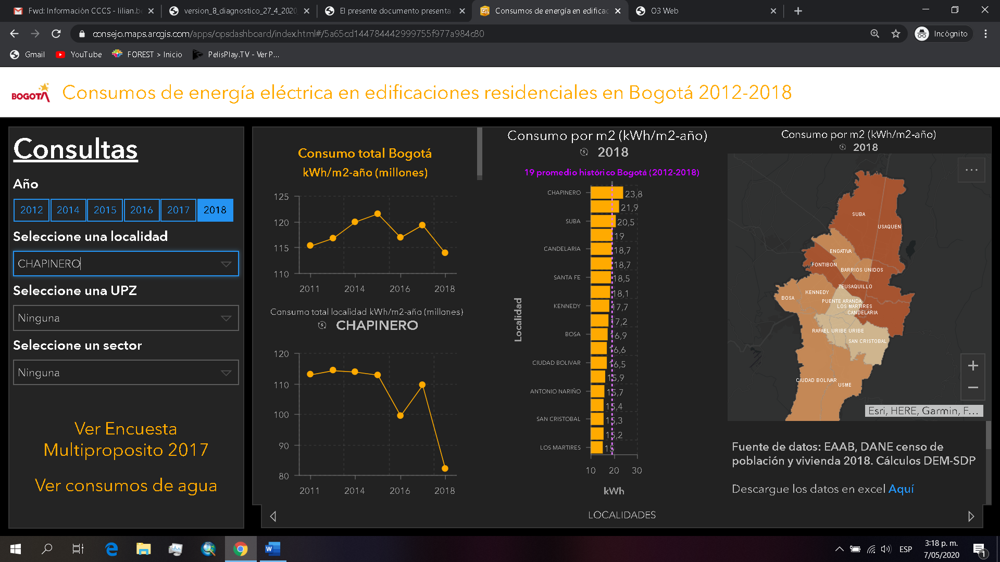 Fwd: Información CCCS - lilian.b
version_8_diagnostico_27_4_2020
El presente documento presenta
Consumos de energía en edificac
O3 Web
consejo.maps.arcgis.com/apps/opsdashboard/index.html#/5a65cd144784442999755f977a984c80
Incógnito
Gmail
YouTube
FOREST > Inicio
PelisPlay.TV - Ver P...
BOGOTÁ
Consumos de energía eléctrica en edificaciones residenciales en Bogotá 2012-2018
Consultas
Año
2012 2014 2015 2016 2017 2018
Seleccione una localidad
CHAPINERO
Seleccione una UPZ
Ninguna
Seleccione un sector
Ninguna
Ver Encuesta
Multiproposito 2017
Ver consumos de agua
Consumo total Bogotá
kWh/m2-año (millones)
125
120
115
110
2011 2014 2016 2018
Consumo total localidad kWh/m2-año (millones)
CHAPINERO
120
110
100
90
80
2011 2014 2016 2018
Consumo por m2 (kWh/m2-año)
2018
19 promedio histórico Bogotá (2012-2018)
Localidad
CHAPINERO 23,8
21,9
SUBA 20,5
19
CANDELARIA 18,7
18,7
SANTA FE 18,5
18,1
KENNEDY 17,7
17,2
BOSA 16,9
16,6
CIUDAD BOLIVAR 16,5
15,9
ANTONIO NARIÑO 15,7
15,4
SAN CRISTOBAL 15,3
15,2
LOS MARTIRES 15
10 20 30
kWh
LOCALIDADES
Consumo por m2 (kWh/m2-año)
2018
...
SUBA
USAQUEN
ENGATIVA
FONTIBON
BARRIOS UNIDOS
TEUSAQUILLO
KENNEDY
BOSA
PUENTE ARANDA
LOS MARTIRES
CANDELARIA
RAFAEL URIBE URIBE
SAN CRISTOBAL
CIUDAD BOLIVAR
USME
+
−
Esri, HERE, Garmin, F...
Fuente de datos: EAAB, DANE censo de
población y vivienda 2018. Cálculos DEM-SDP
Descargue los datos en excel Aquí
ESP
3:18 p. m.
7/05/2020
1